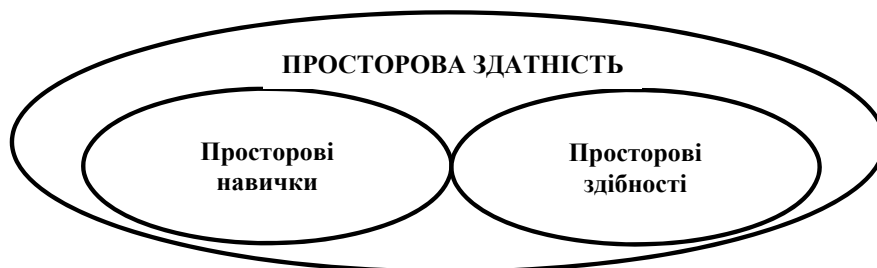 ПРОСТОРОВА ЗДАТНІСТЬ
Просторові
навички
Просторові
здібності